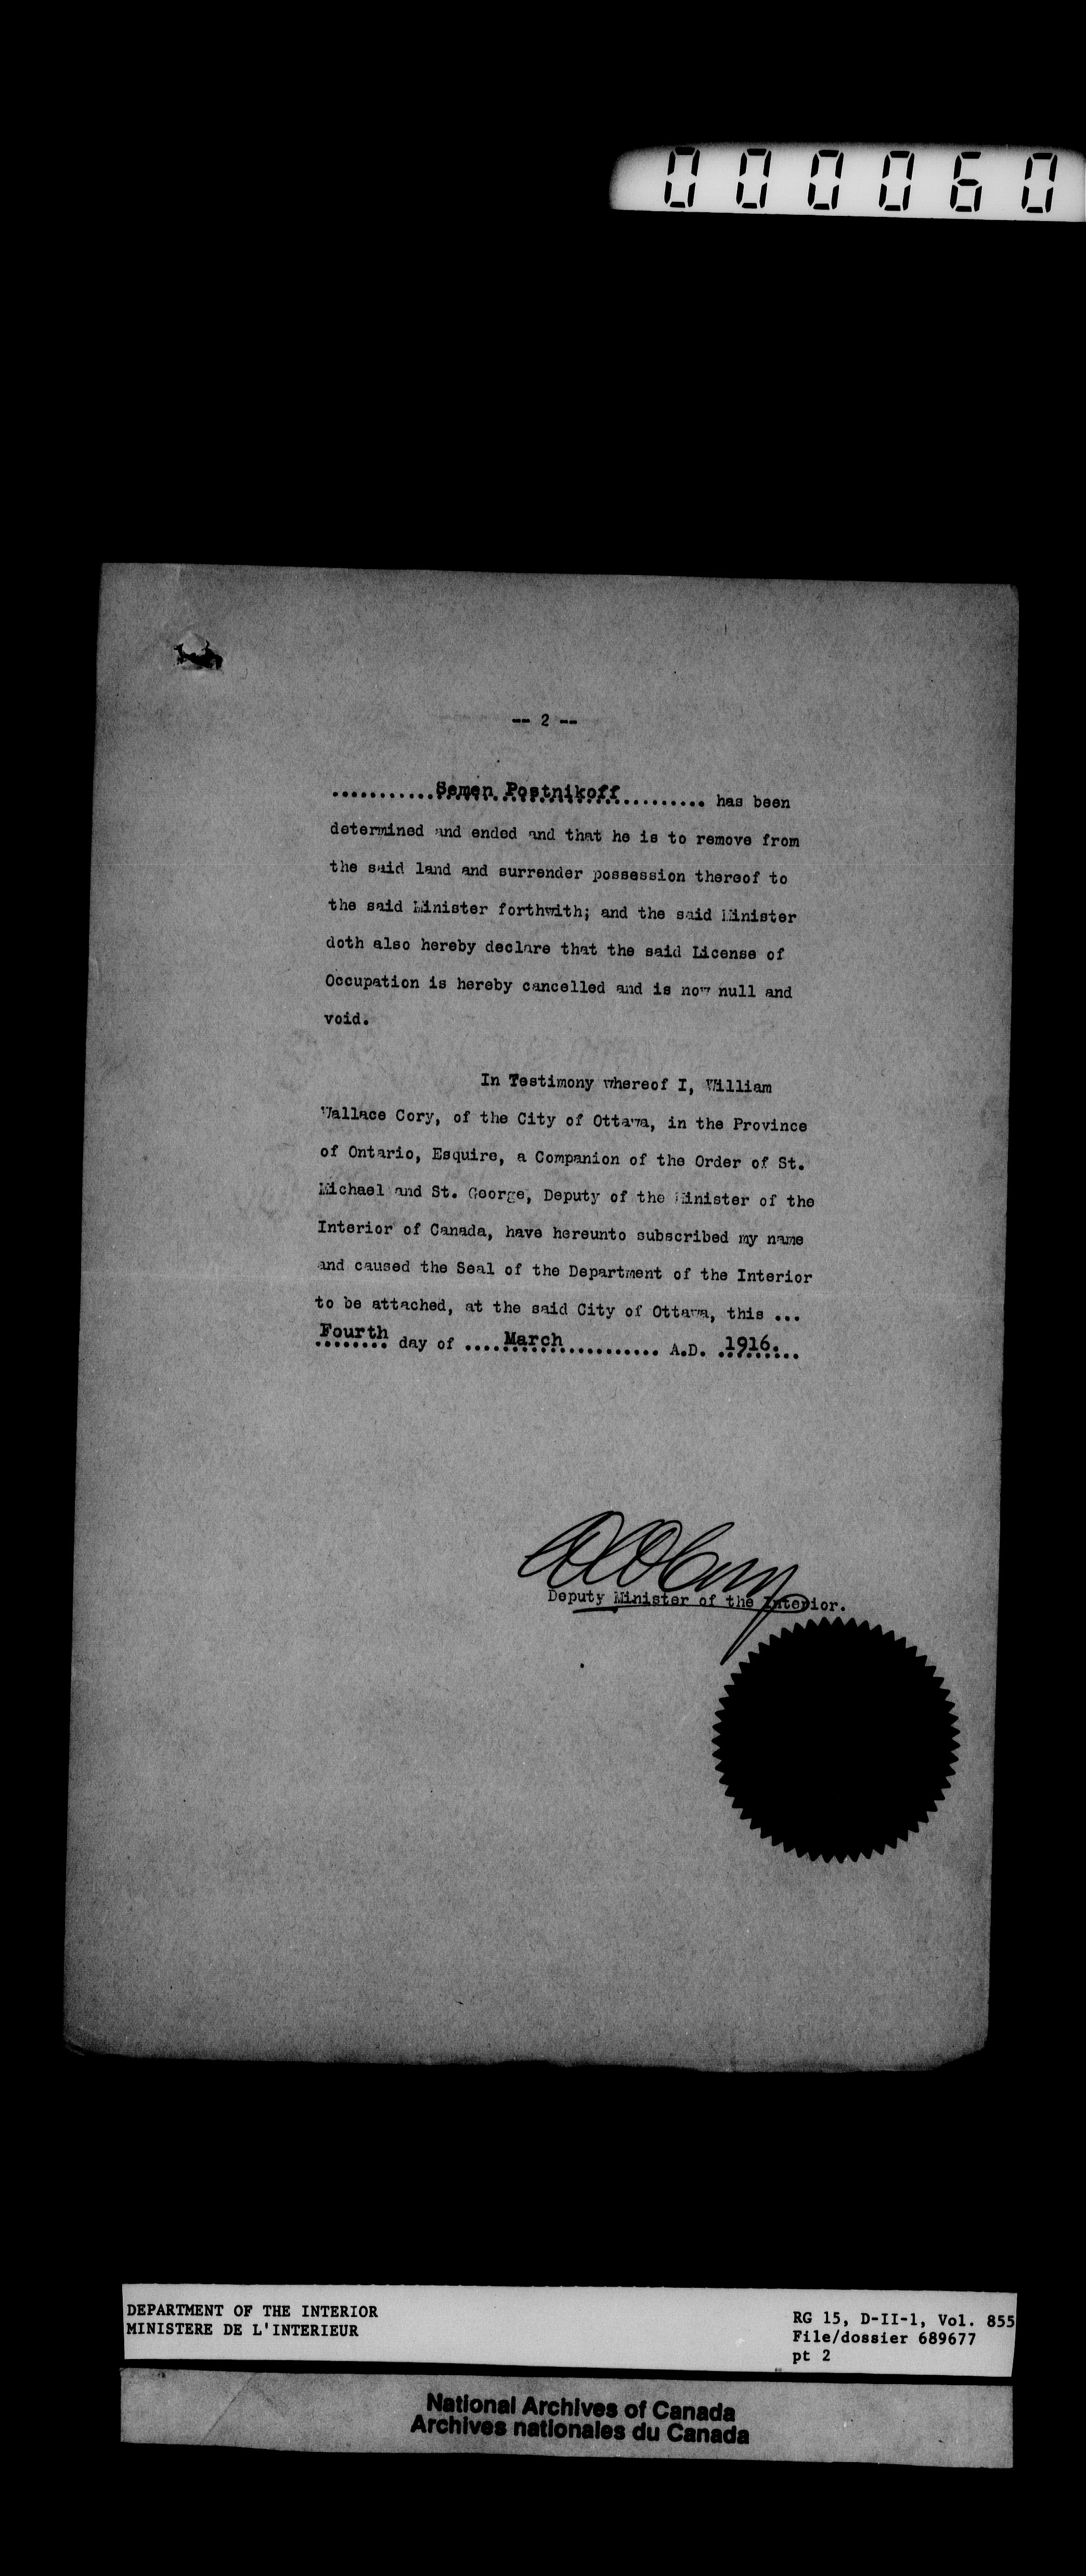 000060
-- 2 --
...........Semen Postnikoff.......... has been
determined and ended and that he is to remove from
the said land and surrender possession thereof to
the said Minister forthwith; and the said Minister
doth also hereby declare that the said License of
Occupation is hereby cancelled and is now null and
void.
In Testimony whereof I, William
Wallace Cory, of the City of Ottawa, in the Province
of Ontario, Esquire, a Companion of the Order of St.
Michael and St. George, Deputy of the Minister of the
Interior of Canada, have hereunto subscribed my name
and caused the Seal of the Department of the Interior
to be attached, at the said City of Ottawa, this ...
Fourth day of ....March........... A.D. 1916.
WWCory
Deputy Minister of the Interior.
DEPARTMENT OF THE INTERIOR
MINISTERE DE L'INTERIEUR
RG 15, D-II-1, Vol. 855
File/dossier 689677
pt 2
National Archives of Canada
Archives nationales du Canada